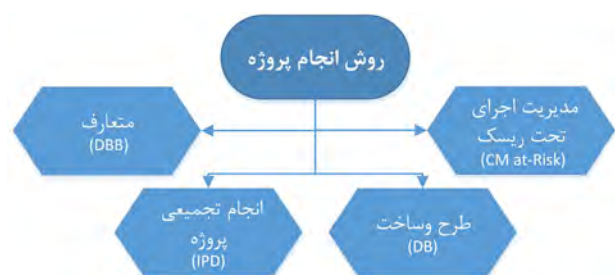 روش انجام پروژه
مدیریت اجرای
تحت ریسک
(CM at-Risk)
متعارف
(DBB)
طرح وساخت
(DB)
انجام تجمیعی
پروژه
(IPD)